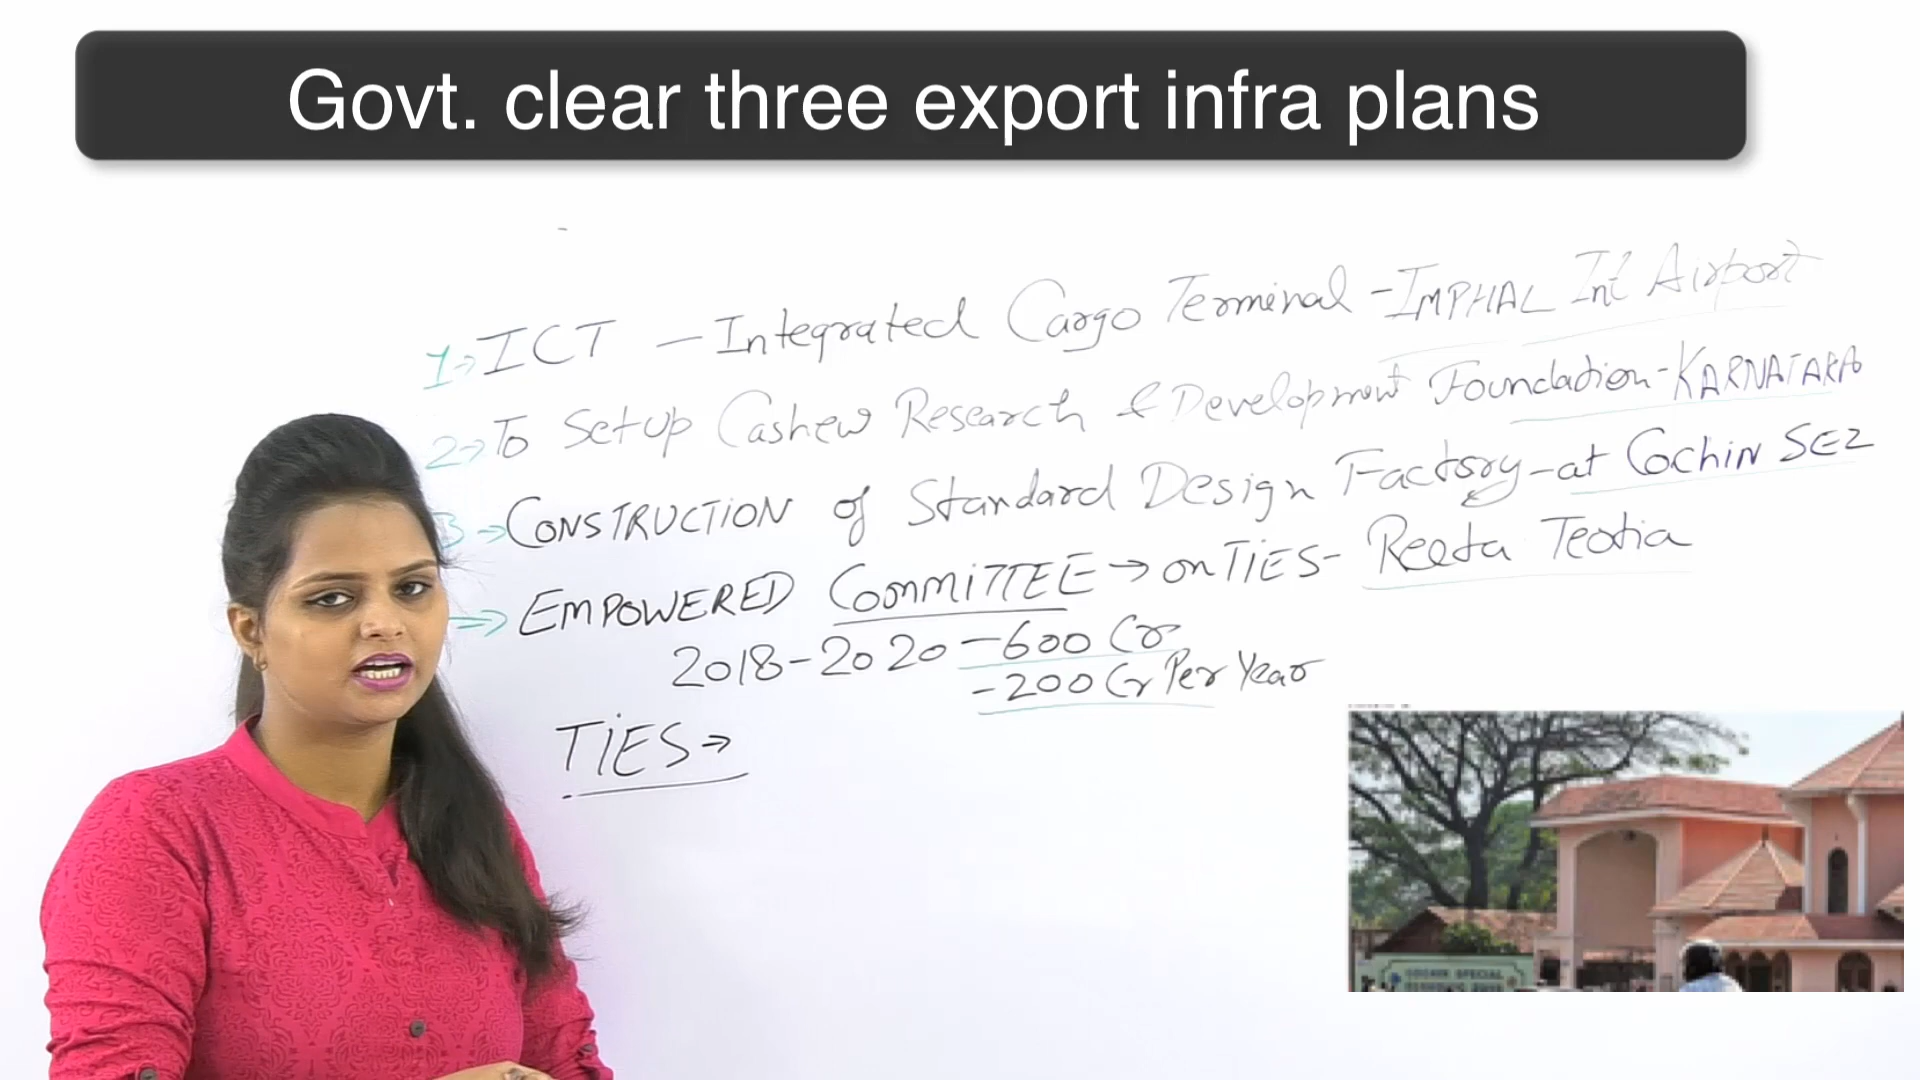 Govt. clear three export infra plans
1→ ICT - Integrated Cargo Terminal - IMPHAL Int Airport
2→ To Setup Cashew Research & Development Foundation - KARNATAKA
3→ CONSTRUCTION of Standard Design Factory - at Cochin SEZ
→ EMPOWERED COMMITTEE → on TIES - Reeta Teotia
2018-2020 - 600 Cr
- 200 Cr Per Year
TIES →
COCHIN SPECIAL